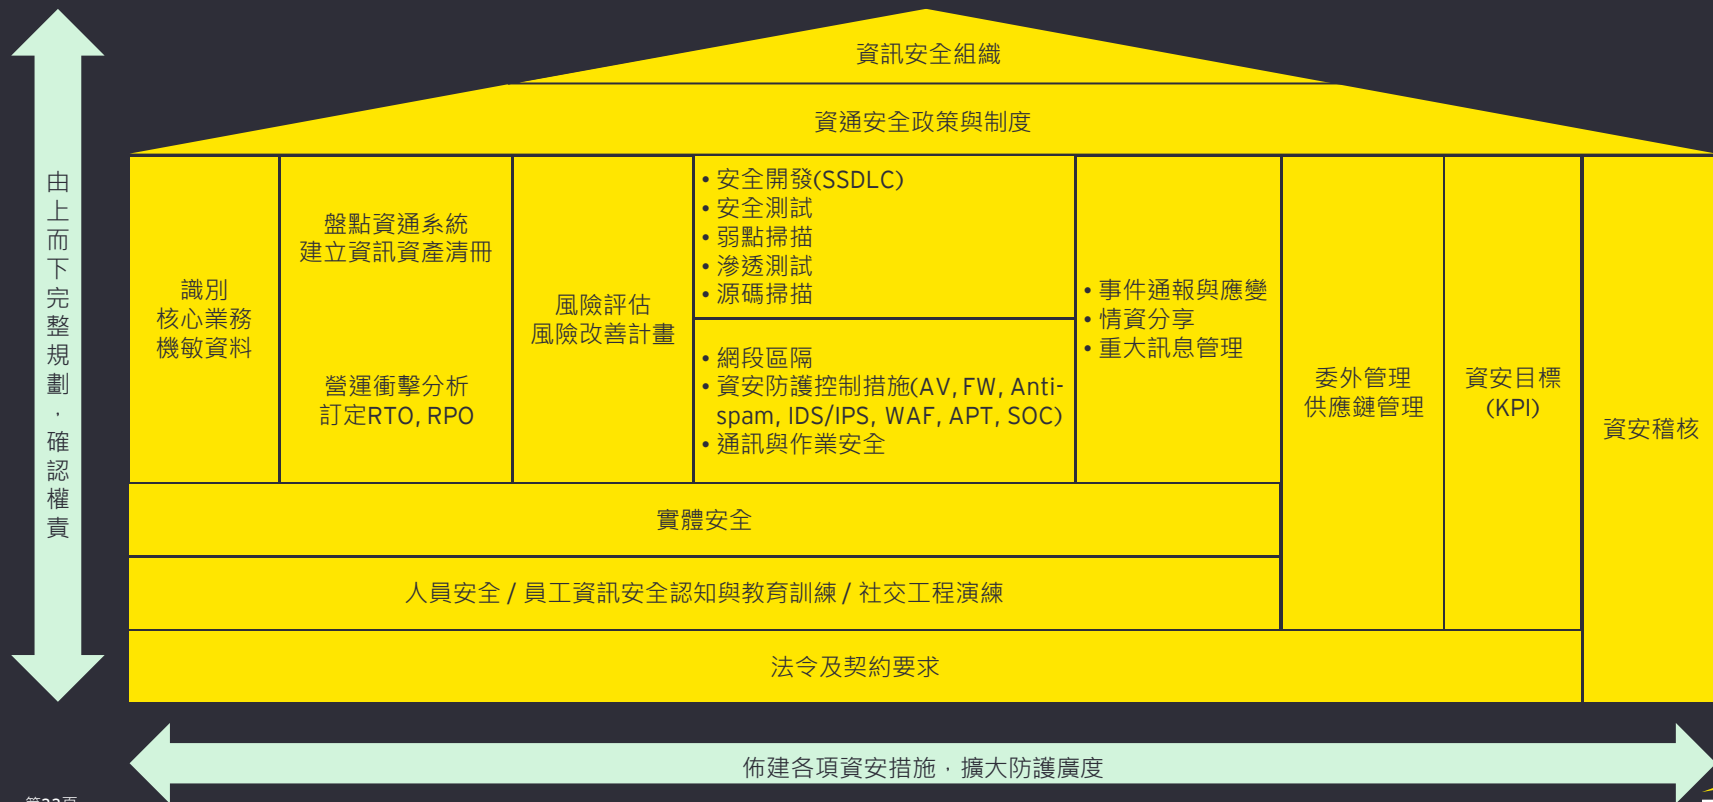 資訊安全組織
資通安全政策與制度
由上而下完整規劃．確認權責
識別
核心業務
機敏資料
盤點資通系統
建立資訊資產清冊
營運衝擊分析
訂定RTO, RPO
風險評估
風險改善計畫
• 安全開發(SSDLC)
• 安全測試
• 弱點掃描
• 滲透測試
• 源碼掃描
• 網段區隔
• 資安防護控制措施(AV, FW, Anti-
spam, IDS/IPS, WAF, APT, SOC)
• 通訊與作業安全
• 事件通報與應變
• 情資分享
• 重大訊息管理
委外管理
供應鏈管理
資安目標
(KPI)
資安稽核
實體安全
人員安全 / 員工資訊安全認知與教育訓練 / 社交工程演練
法令及契約要求
佈建各項資安措施．擴大防護廣度